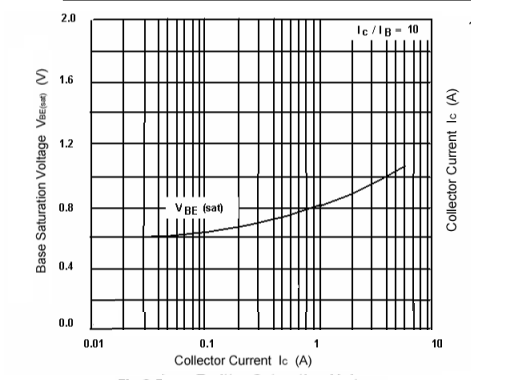 2.0
1.6
1.2
0.8
0.4
0.0
Base Saturation Voltage VBE(sat) (V)
Ic / IB = 10
VBE (sat)
Collector Current Ic (A)
0.01
0.1
1
10
Collector Current Ic (A)